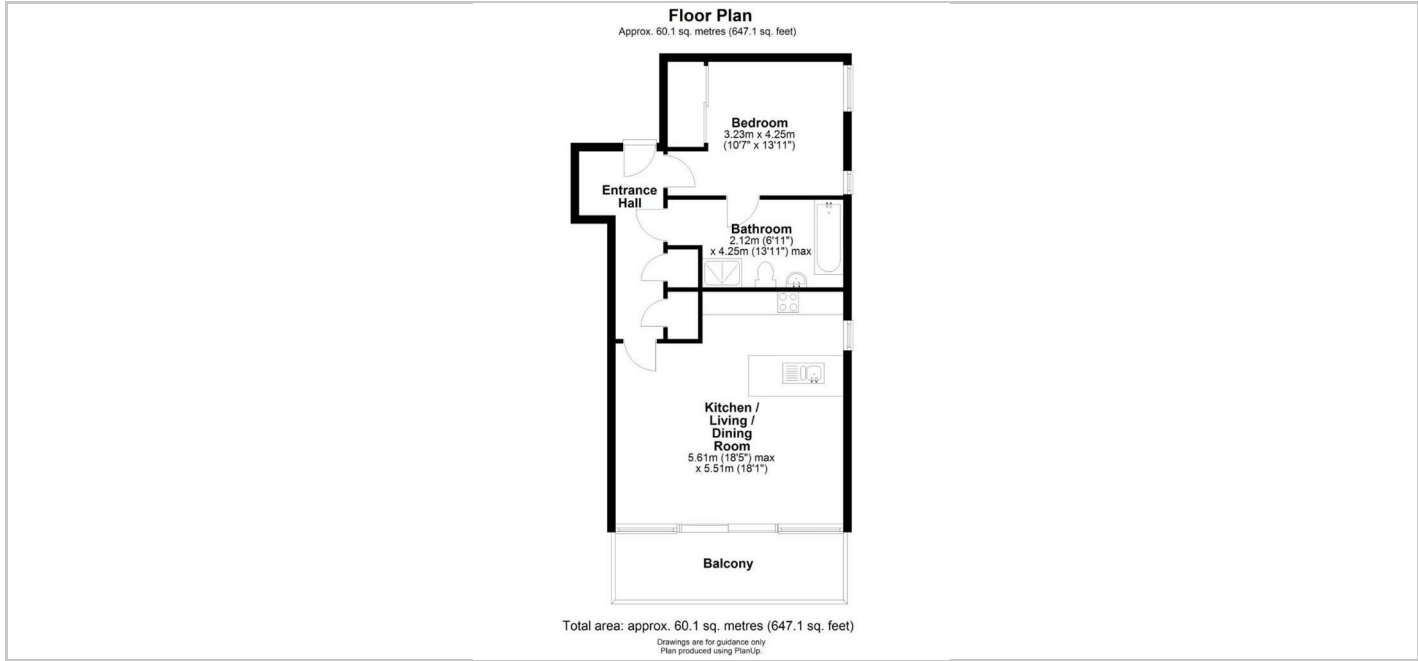 Floor Plan
Approx. 60.1 sq. metres (647.1 sq. feet)
Bedroom
3.23m x 4.25m
(10'7" x 13'11")
Entrance
Hall
Bathroom
2.12m (6'11")
x 4.25m (13'11") max
Kitchen /
Living /
Dining
Room
5.61m (18'5") max
x 5.51m (18'1")
Balcony
Total area: approx. 60.1 sq. metres (647.1 sq. feet)
Drawings are for guidance only
Plan produced using PlanUp.